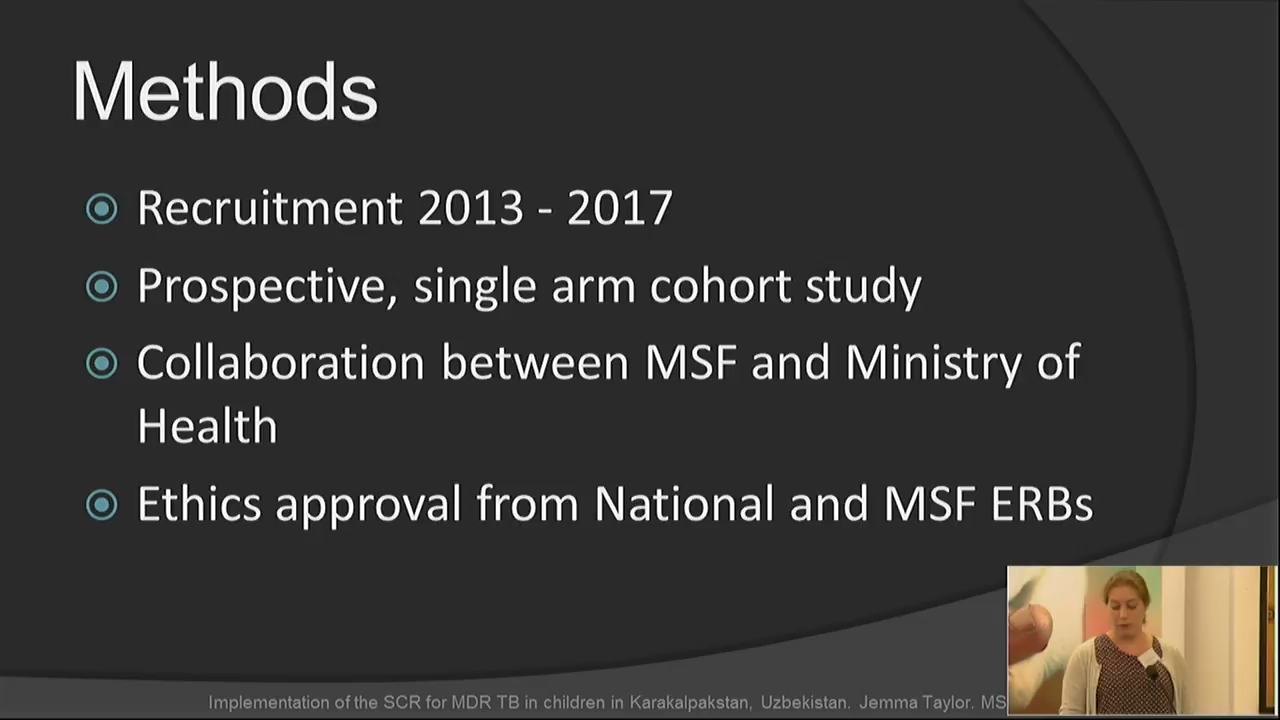 Methods
Recruitment 2013 - 2017
Prospective, single arm cohort study
Collaboration between MSF and Ministry of
Health
Ethics approval from National and MSF ERBs
Implementation of the SCR for MDR TB in children in Karakalpakstan, Uzbekistan. Jemma Taylor. MS